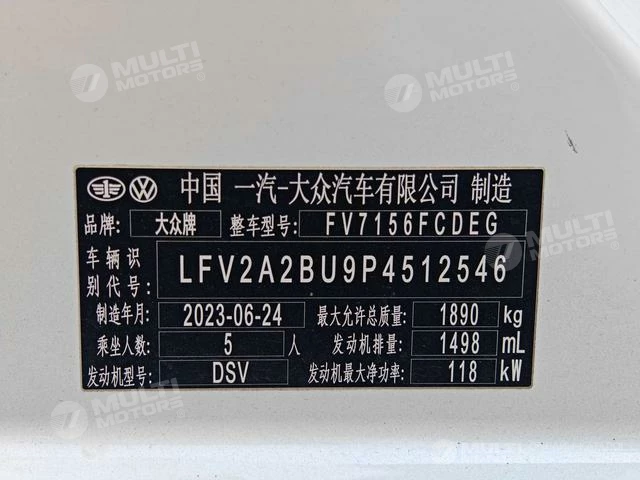 MULTI MOTORS
MULTI MOTORS
中国 一汽-大众汽车有限公司 制造
品牌: 大众牌 整车型号: FV7156FCDEG
车辆识别代号: LFV2A2BU9P4512546
制造年月: 2023-06-24 最大允许总质量: 1890 kg
乘坐人数: 5 人 发动机排量: 1498 mL
发动机型号: DSV 发动机最大净功率: 118 kW
MULTI MOTORS
MULTI MOTORS